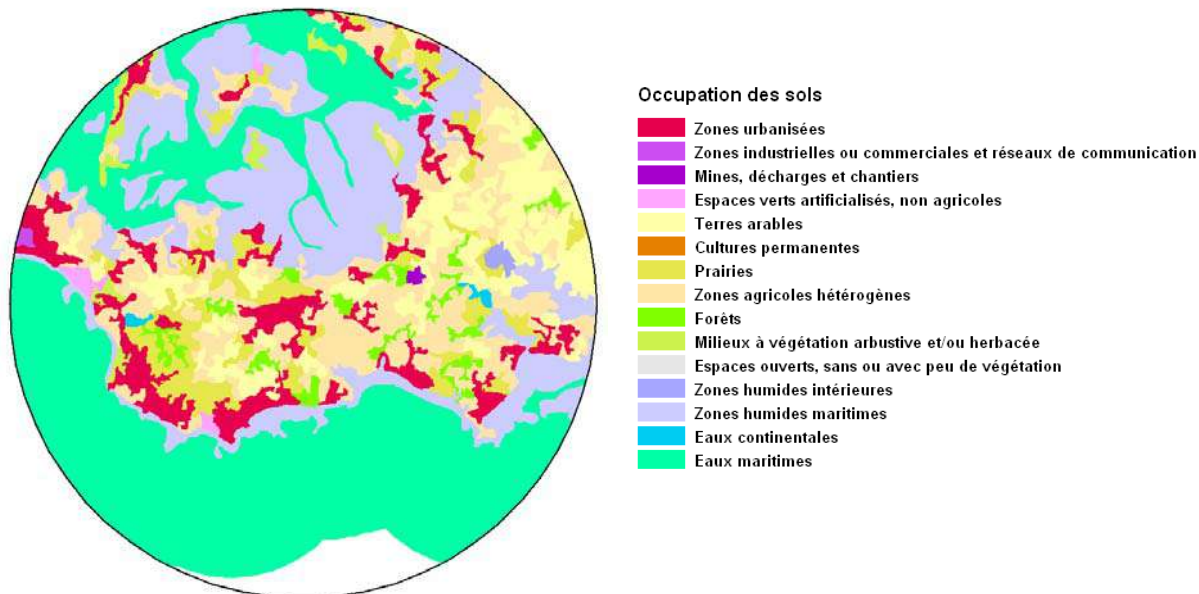 Occupation des sols
Zones urbanisées
Zones industrielles ou commerciales et réseaux de communication
Mines, décharges et chantiers
Espaces verts artificialisés, non agricoles
Terres arables
Cultures permanentes
Prairies
Zones agricoles hétérogènes
Forêts
Milieux à végétation arbustive et/ou herbacée
Espaces ouverts, sans ou avec peu de végétation
Zones humides intérieures
Zones humides maritimes
Eaux continentales
Eaux maritimes